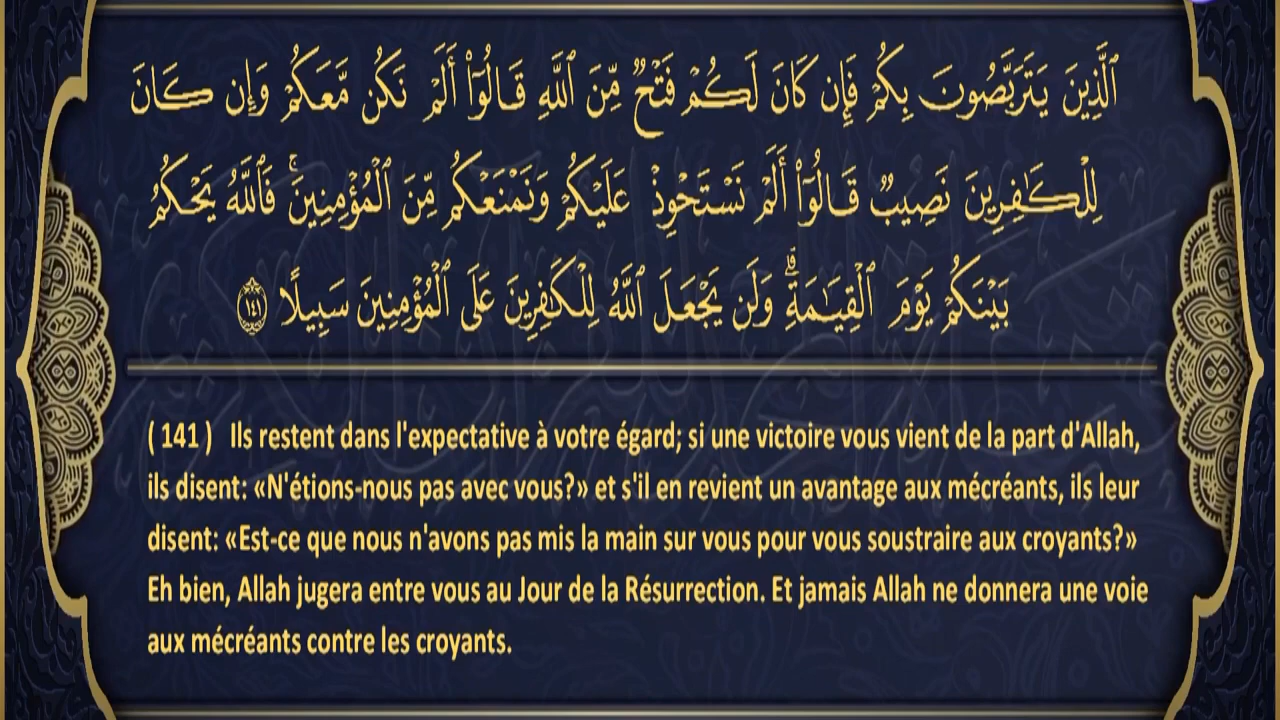 ٱلَّذِينَ يَتَرَبَّصُونَ بِكُمْ فَإِن كَانَ لَكُمْ فَتْحٌ مِّنَ ٱللَّهِ قَالُوٓا۟ أَلَمْ نَكُن مَّعَكُمْ وَإِن كَانَ
لِلْكَـٰفِرِينَ نَصِيبٌ قَالُوٓا۟ أَلَمْ نَسْتَحْوِذْ عَلَيْكُمْ وَنَمْنَعْكُم مِّنَ ٱلْمُؤْمِنِينَ ۚ فَٱللَّهُ يَحْكُمُ
بَيْنَكُمْ يَوْمَ ٱلْقِيَـٰمَةِ ۗ وَلَن يَجْعَلَ ٱللَّهُ لِلْكَـٰفِرِينَ عَلَى ٱلْمُؤْمِنِينَ سَبِيلًا ١٤١
( 141 ) Ils restent dans l'expectative à votre égard; si une victoire vous vient de la part d'Allah,
ils disent: «N'étions-nous pas avec vous?» et s'il en revient un avantage aux mécréants, ils leur
disent: «Est-ce que nous n'avons pas mis la main sur vous pour vous soustraire aux croyants?»
Eh bien, Allah jugera entre vous au Jour de la Résurrection. Et jamais Allah ne donnera une voie
aux mécréants contre les croyants.